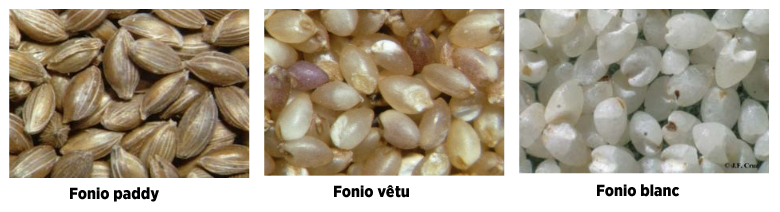 © J.F. Cruz
Fonio paddy
Fonio vêtu
Fonio blanc